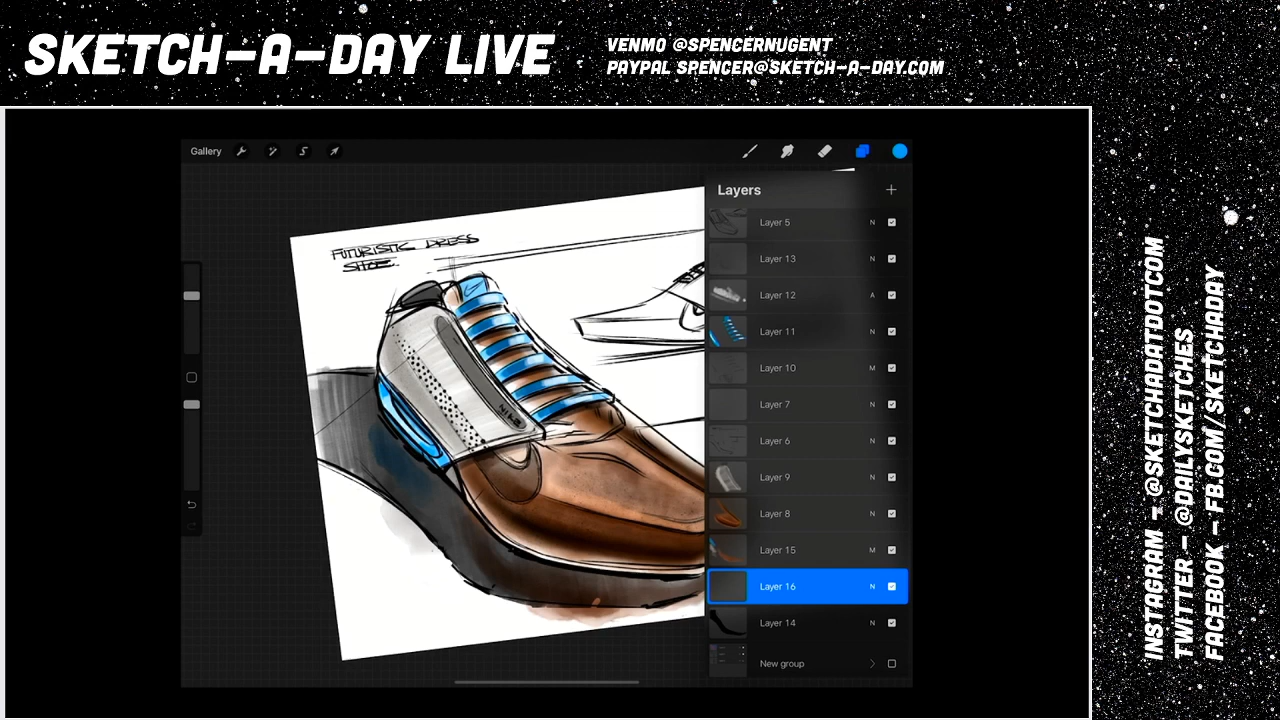 SKETCH-A-DAY LIVE
VENMO @SPENCERNUGENT
PAYPAL SPENCER@SKETCH-A-DAY.COM
Gallery
Layers
Layer 5 N
Layer 13 N
Layer 12 A
Layer 11 N
Layer 10 M
Layer 7 N
Layer 6 N
Layer 9 N
Layer 8 N
Layer 15 M
Layer 16 N
Layer 14 N
New group
FUTURISTIC DRESS
SHOE.
NIKE
INSTAGRAM - @SKETCHADAYDOTCOM
TWITTER - @DAILYSKETCHES
FACEBOOK - FB.COM/SKETCHADAY